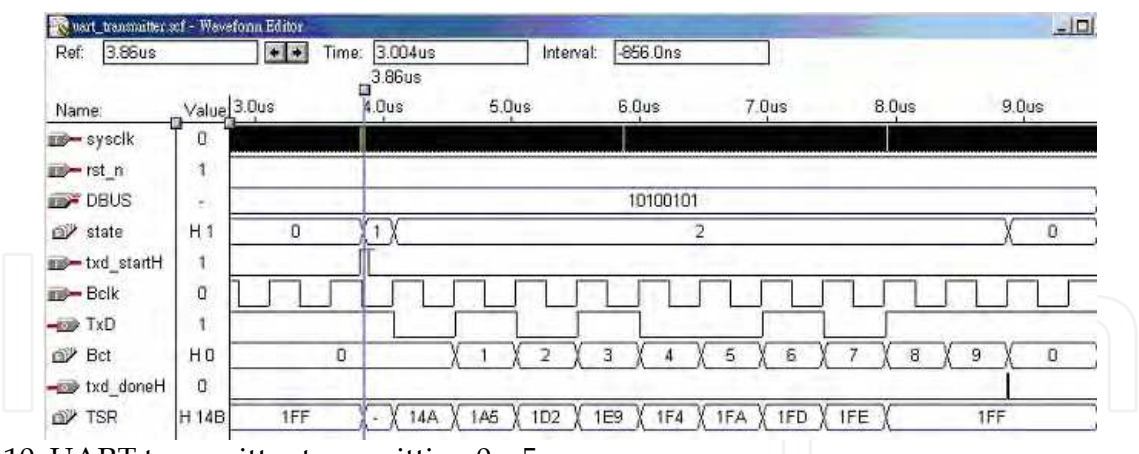 uart_transmitter.scf - Waveform Editor
Ref: 3.86us Time: 3.004us Interval: -856.0ns
3.86us
Name: Value 3.0us 4.0us 5.0us 6.0us 7.0us 8.0us 9.0us
sysclk 0
rst_n 1
DBUS - 10100101
state H 1 0 1 2 0
txd_startH 1
Bclk 0
TxD 1
Bct H 0 0 1 2 3 4 5 6 7 8 9 0
txd_doneH 0
TSR H 14B 1FF - 14A 1A5 1D2 1E9 1F4 1FA 1FD 1FE 1FF